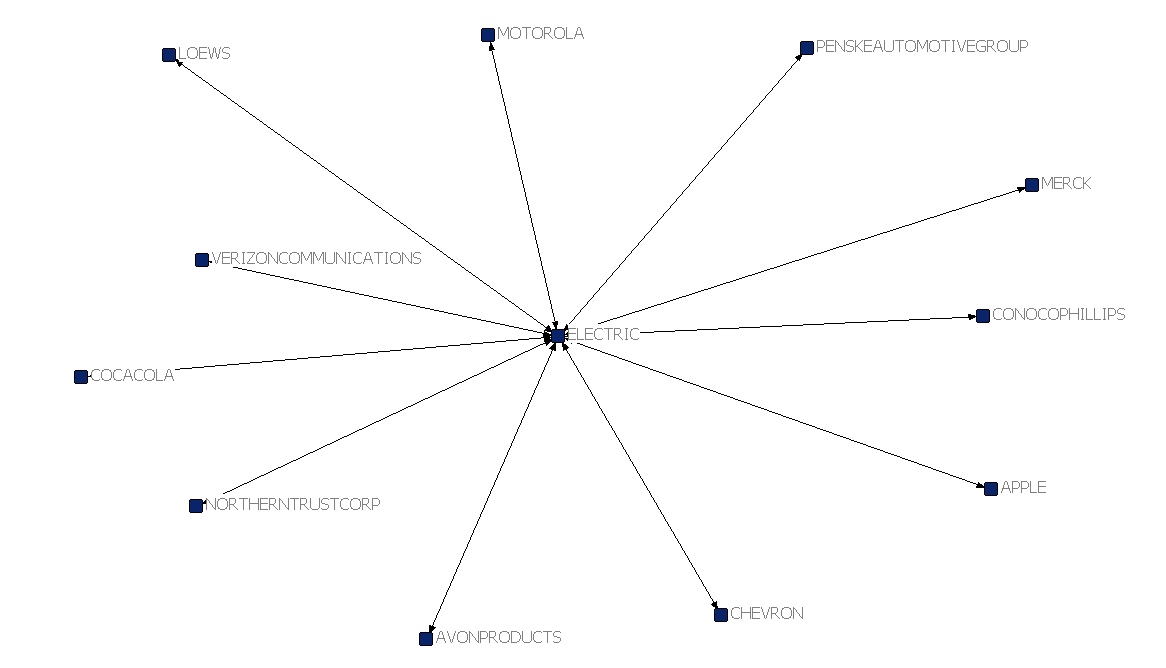 MOTOROLA
LOEWS
PENSKEAUTOMOTIVEGROUP
MERCK
VERIZONCOMMUNICATIONS
CONOCOPHILLIPS
ELECTRIC
COCACOLA
APPLE
NORTHERNTRUSTCORP
CHEVRON
AVONPRODUCTS